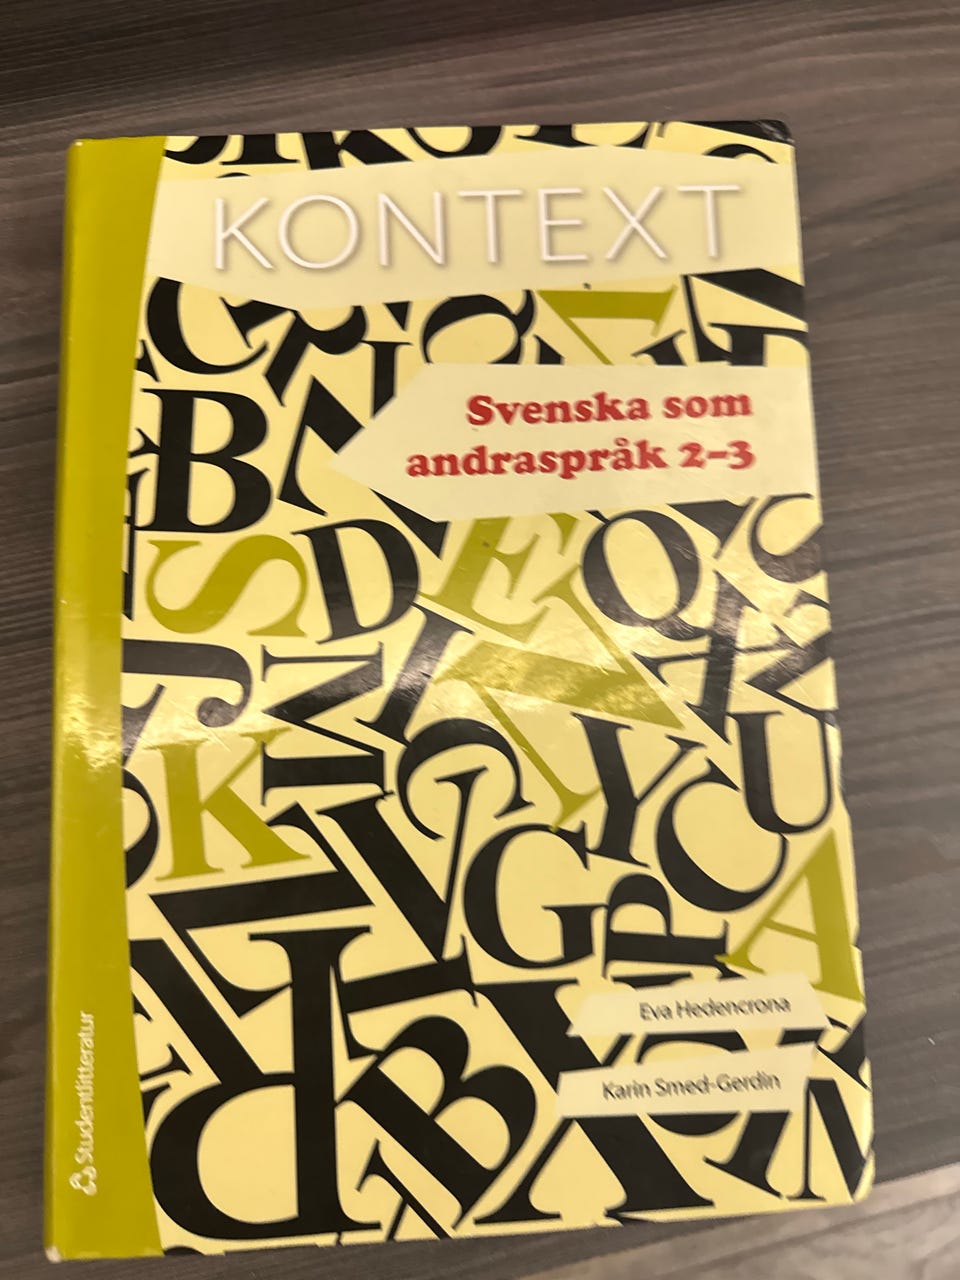 KONTEXT
Svenska som
andraspråk 2–3
Eva Hedencrona
Karin Smed-Gerdin
Studentlitteratur